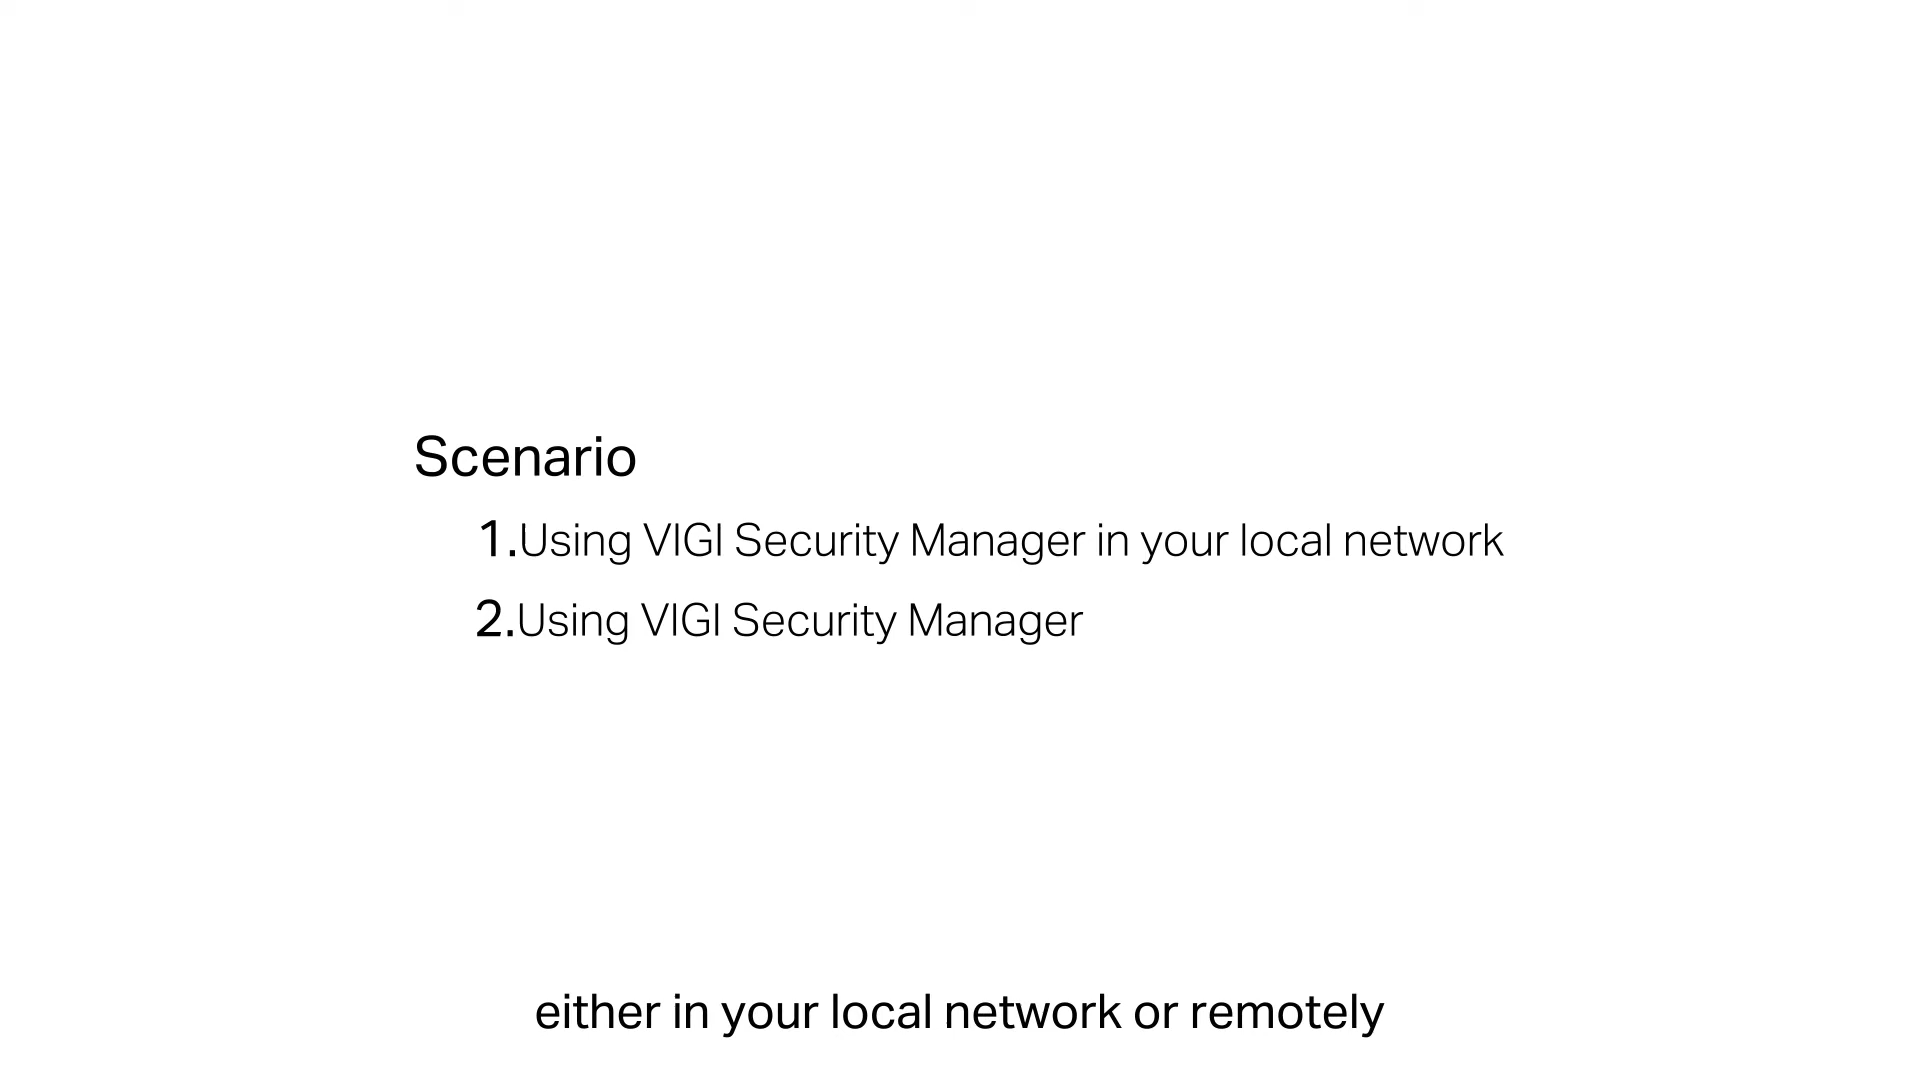 Scenario
1.Using VIGI Security Manager in your local network
2.Using VIGI Security Manager
either in your local network or remotely